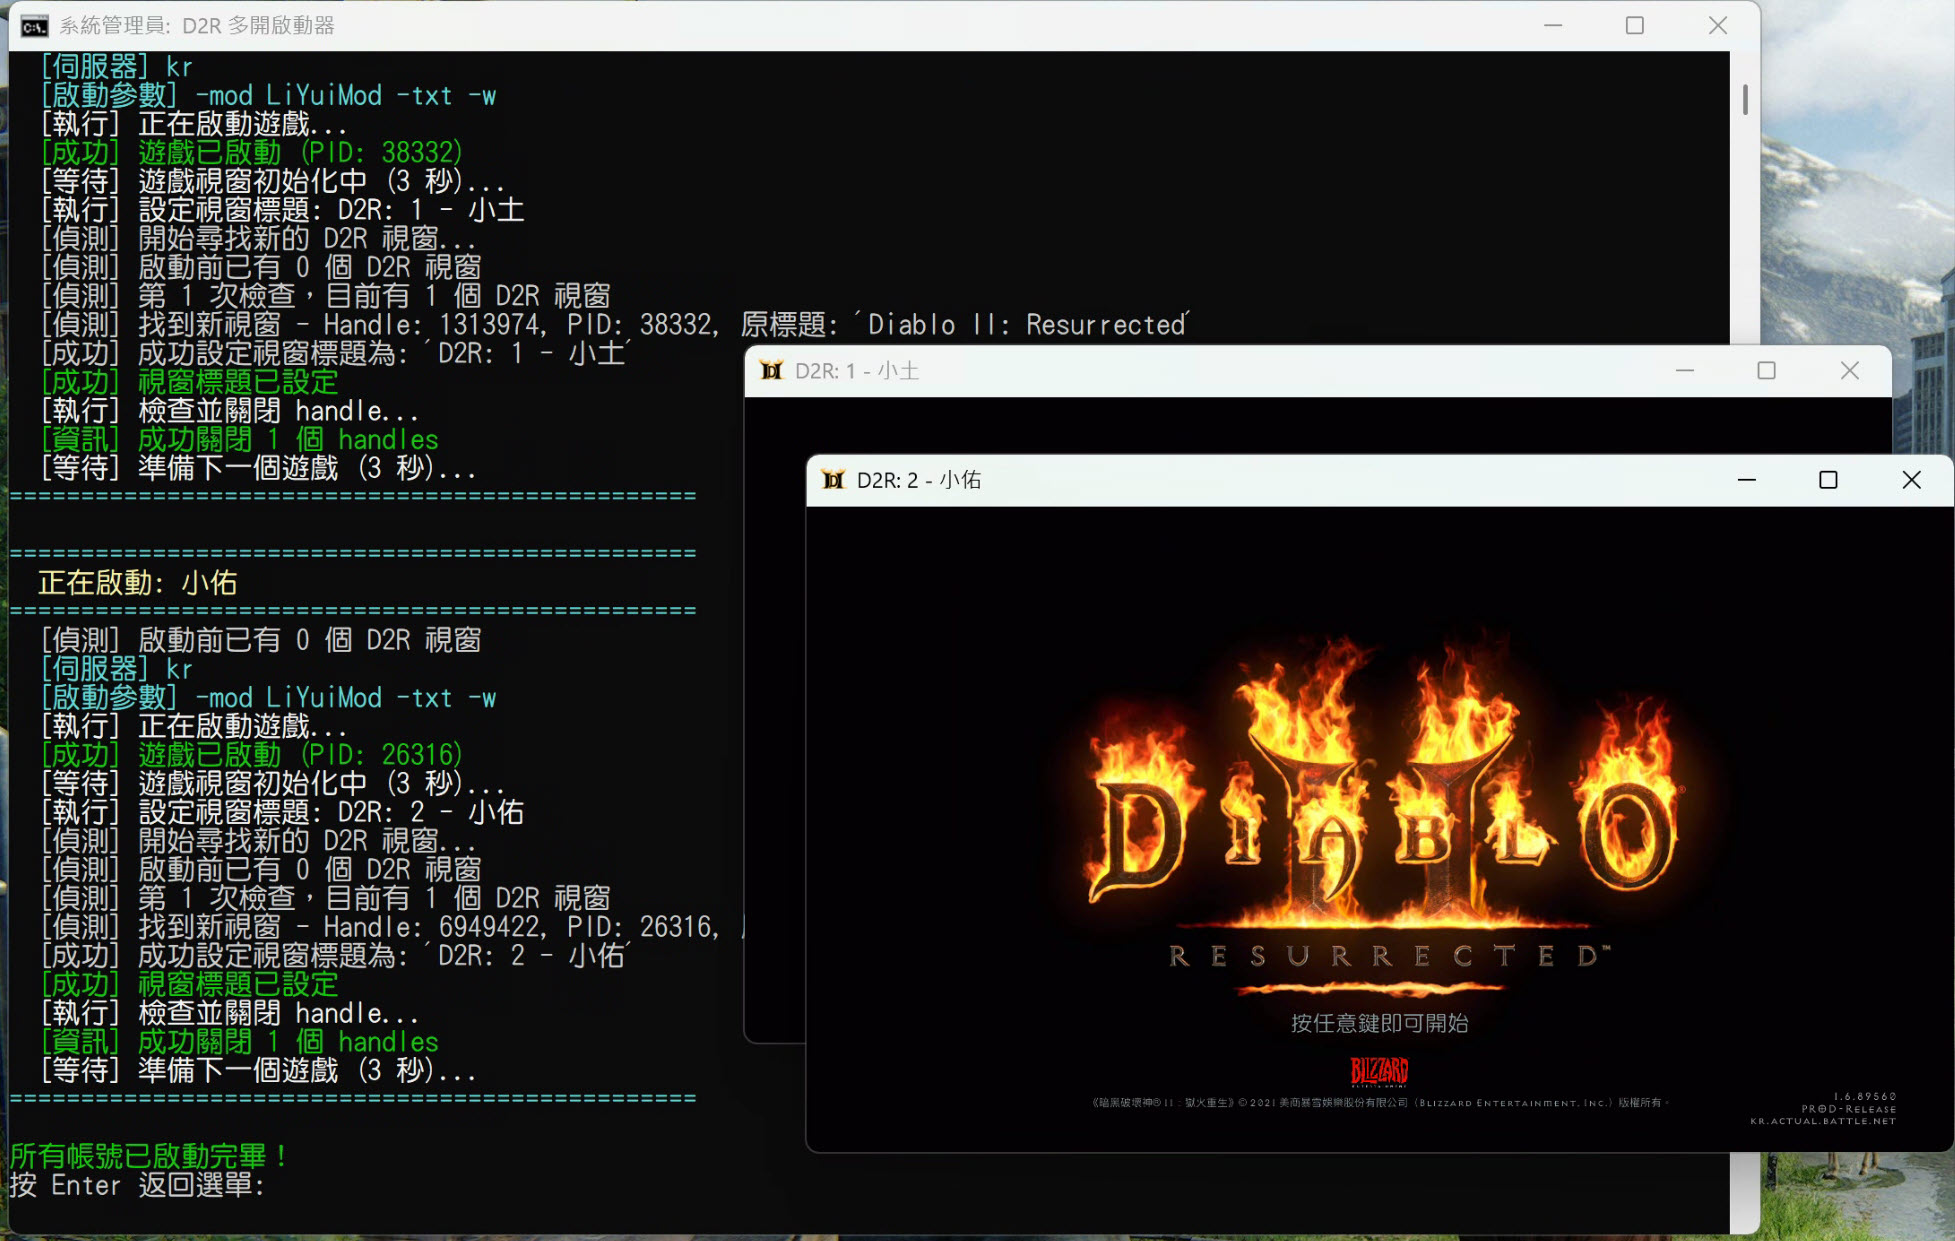 系統管理員: D2R 多開啟動器
[伺服器] kr
[啟動參數] -mod LiYuiMod -txt -w
[執行] 正在啟動遊戲...
[成功] 遊戲已啟動 (PID: 38332)
[等待] 遊戲視窗初始化中 (3 秒)...
[執行] 設定視窗標題: D2R: 1 - 小土
[偵測] 開始尋找新的 D2R 視窗...
[偵測] 啟動前已有 0 個 D2R 視窗
[偵測] 第 1 次檢查，目前有 1 個 D2R 視窗
[偵測] 找到新視窗 - Handle: 1313974, PID: 38332, 原標題: ˊDiablo II: Resurrectedˊ
[成功] 成功設定視窗標題為: ˊD2R: 1 - 小土ˊ
[成功] 視窗標題已設定
[執行] 檢查並關閉 handle...
[資訊] 成功關閉 1 個 handles
[等待] 準備下一個遊戲 (3 秒)...
================================================
================================================
正在啟動: 小佑
================================================
[偵測] 啟動前已有 0 個 D2R 視窗
[伺服器] kr
[啟動參數] -mod LiYuiMod -txt -w
[執行] 正在啟動遊戲...
[成功] 遊戲已啟動 (PID: 26316)
[等待] 遊戲視窗初始化中 (3 秒)...
[執行] 設定視窗標題: D2R: 2 - 小佑
[偵測] 開始尋找新的 D2R 視窗...
[偵測] 啟動前已有 0 個 D2R 視窗
[偵測] 第 1 次檢查，目前有 1 個 D2R 視窗
[偵測] 找到新視窗 - Handle: 6949422, PID: 26316,
[成功] 成功設定視窗標題為: ˊD2R: 2 - 小佑ˊ
[成功] 視窗標題已設定
[執行] 檢查並關閉 handle...
[資訊] 成功關閉 1 個 handles
[等待] 準備下一個遊戲 (3 秒)...
================================================
所有帳號已啟動完畢！
按 Enter 返回選單:
D2R: 1 - 小土
D2R: 2 - 小佑
DIABLO II
RESURRECTED™
按任意鍵即可開始
BLIZZARD
ENTERTAINMENT
《暗黑破壞神® II：獄火重生》© 2021 美商暴雪娛樂股份有限公司 (BLIZZARD ENTERTAINMENT, INC.) 版權所有。
1.6.89560
PROD-RELEASE
KR.ACTUAL.BATTLE.NET